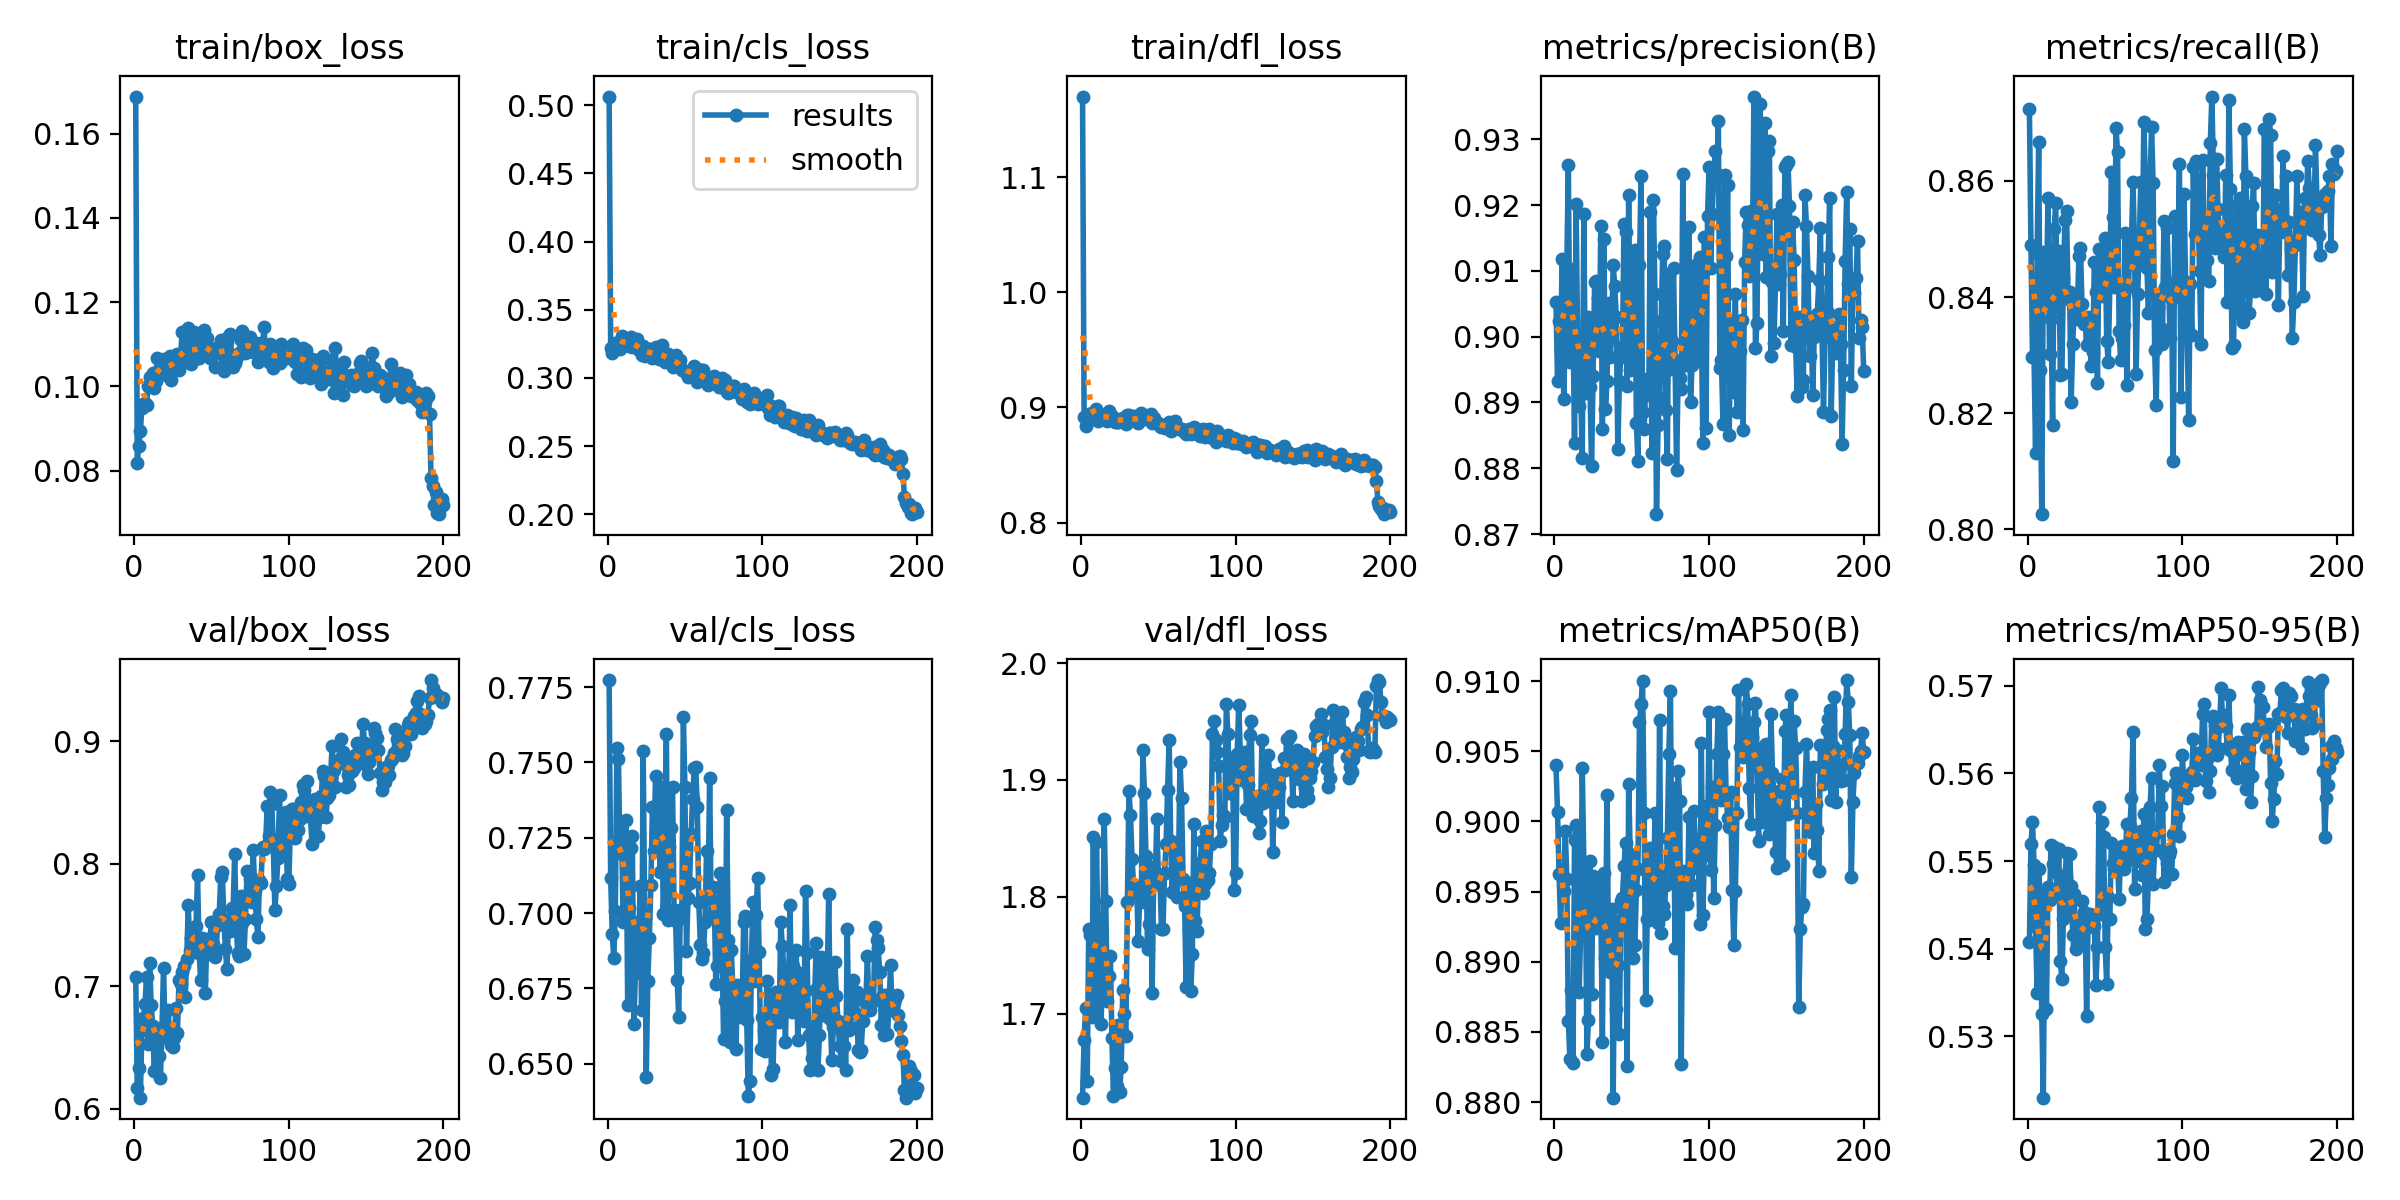 train/box_loss
0.16
0.14
0.12
0.10
0.08
0 100 200
train/cls_loss
results
smooth
0.50
0.45
0.40
0.35
0.30
0.25
0.20
0 100 200
train/dfl_loss
1.1
1.0
0.9
0.8
0 100 200
metrics/precision(B)
0.93
0.92
0.91
0.90
0.89
0.88
0.87
0 100 200
metrics/recall(B)
0.86
0.84
0.82
0.80
0 100 200
val/box_loss
0.9
0.8
0.7
0.6
0 100 200
val/cls_loss
0.775
0.750
0.725
0.700
0.675
0.650
0 100 200
val/dfl_loss
2.0
1.9
1.8
1.7
0 100 200
metrics/mAP50(B)
0.910
0.905
0.900
0.895
0.890
0.885
0.880
0 100 200
metrics/mAP50-95(B)
0.57
0.56
0.55
0.54
0.53
0 100 200